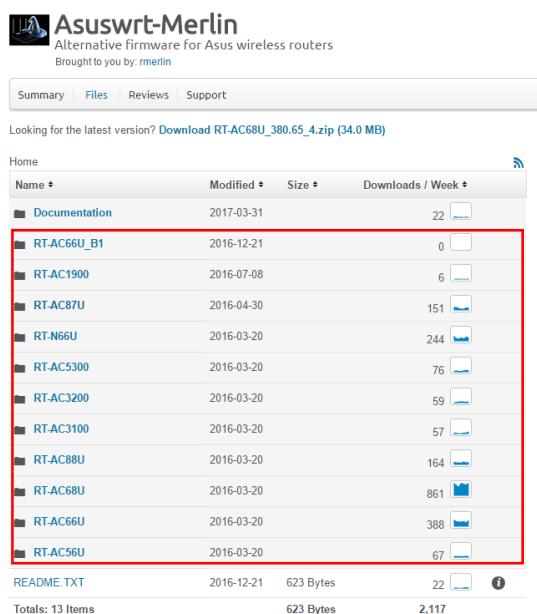 Asuswrt-Merlin
Alternative firmware for Asus wireless routers
Brought to you by: rmerlin
Summary Files Reviews Support
Looking for the latest version? Download RT-AC68U_380.65_4.zip (34.0 MB)
Home
Name Modified Size Downloads / Week
Documentation 2017-03-31 22
RT-AC66U_B1 2016-12-21 0
RT-AC1900 2016-07-08 6
RT-AC87U 2016-04-30 151
RT-N66U 2016-03-20 244
RT-AC5300 2016-03-20 76
RT-AC3200 2016-03-20 59
RT-AC3100 2016-03-20 57
RT-AC88U 2016-03-20 164
RT-AC68U 2016-03-20 861
RT-AC66U 2016-03-20 388
RT-AC56U 2016-03-20 67
README.TXT 2016-12-21 623 Bytes 22
Totals: 13 Items 623 Bytes 2,117